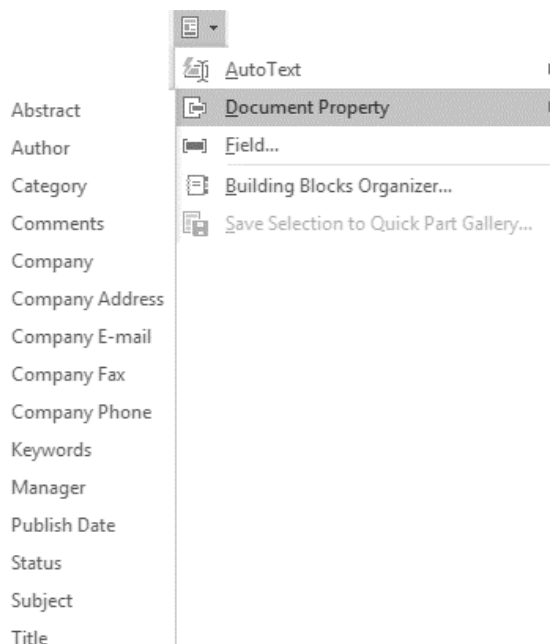 AutoText
Document Property
Field...
Building Blocks Organizer...
Save Selection to Quick Part Gallery...
Abstract
Author
Category
Comments
Company
Company Address
Company E-mail
Company Fax
Company Phone
Keywords
Manager
Publish Date
Status
Subject
Title